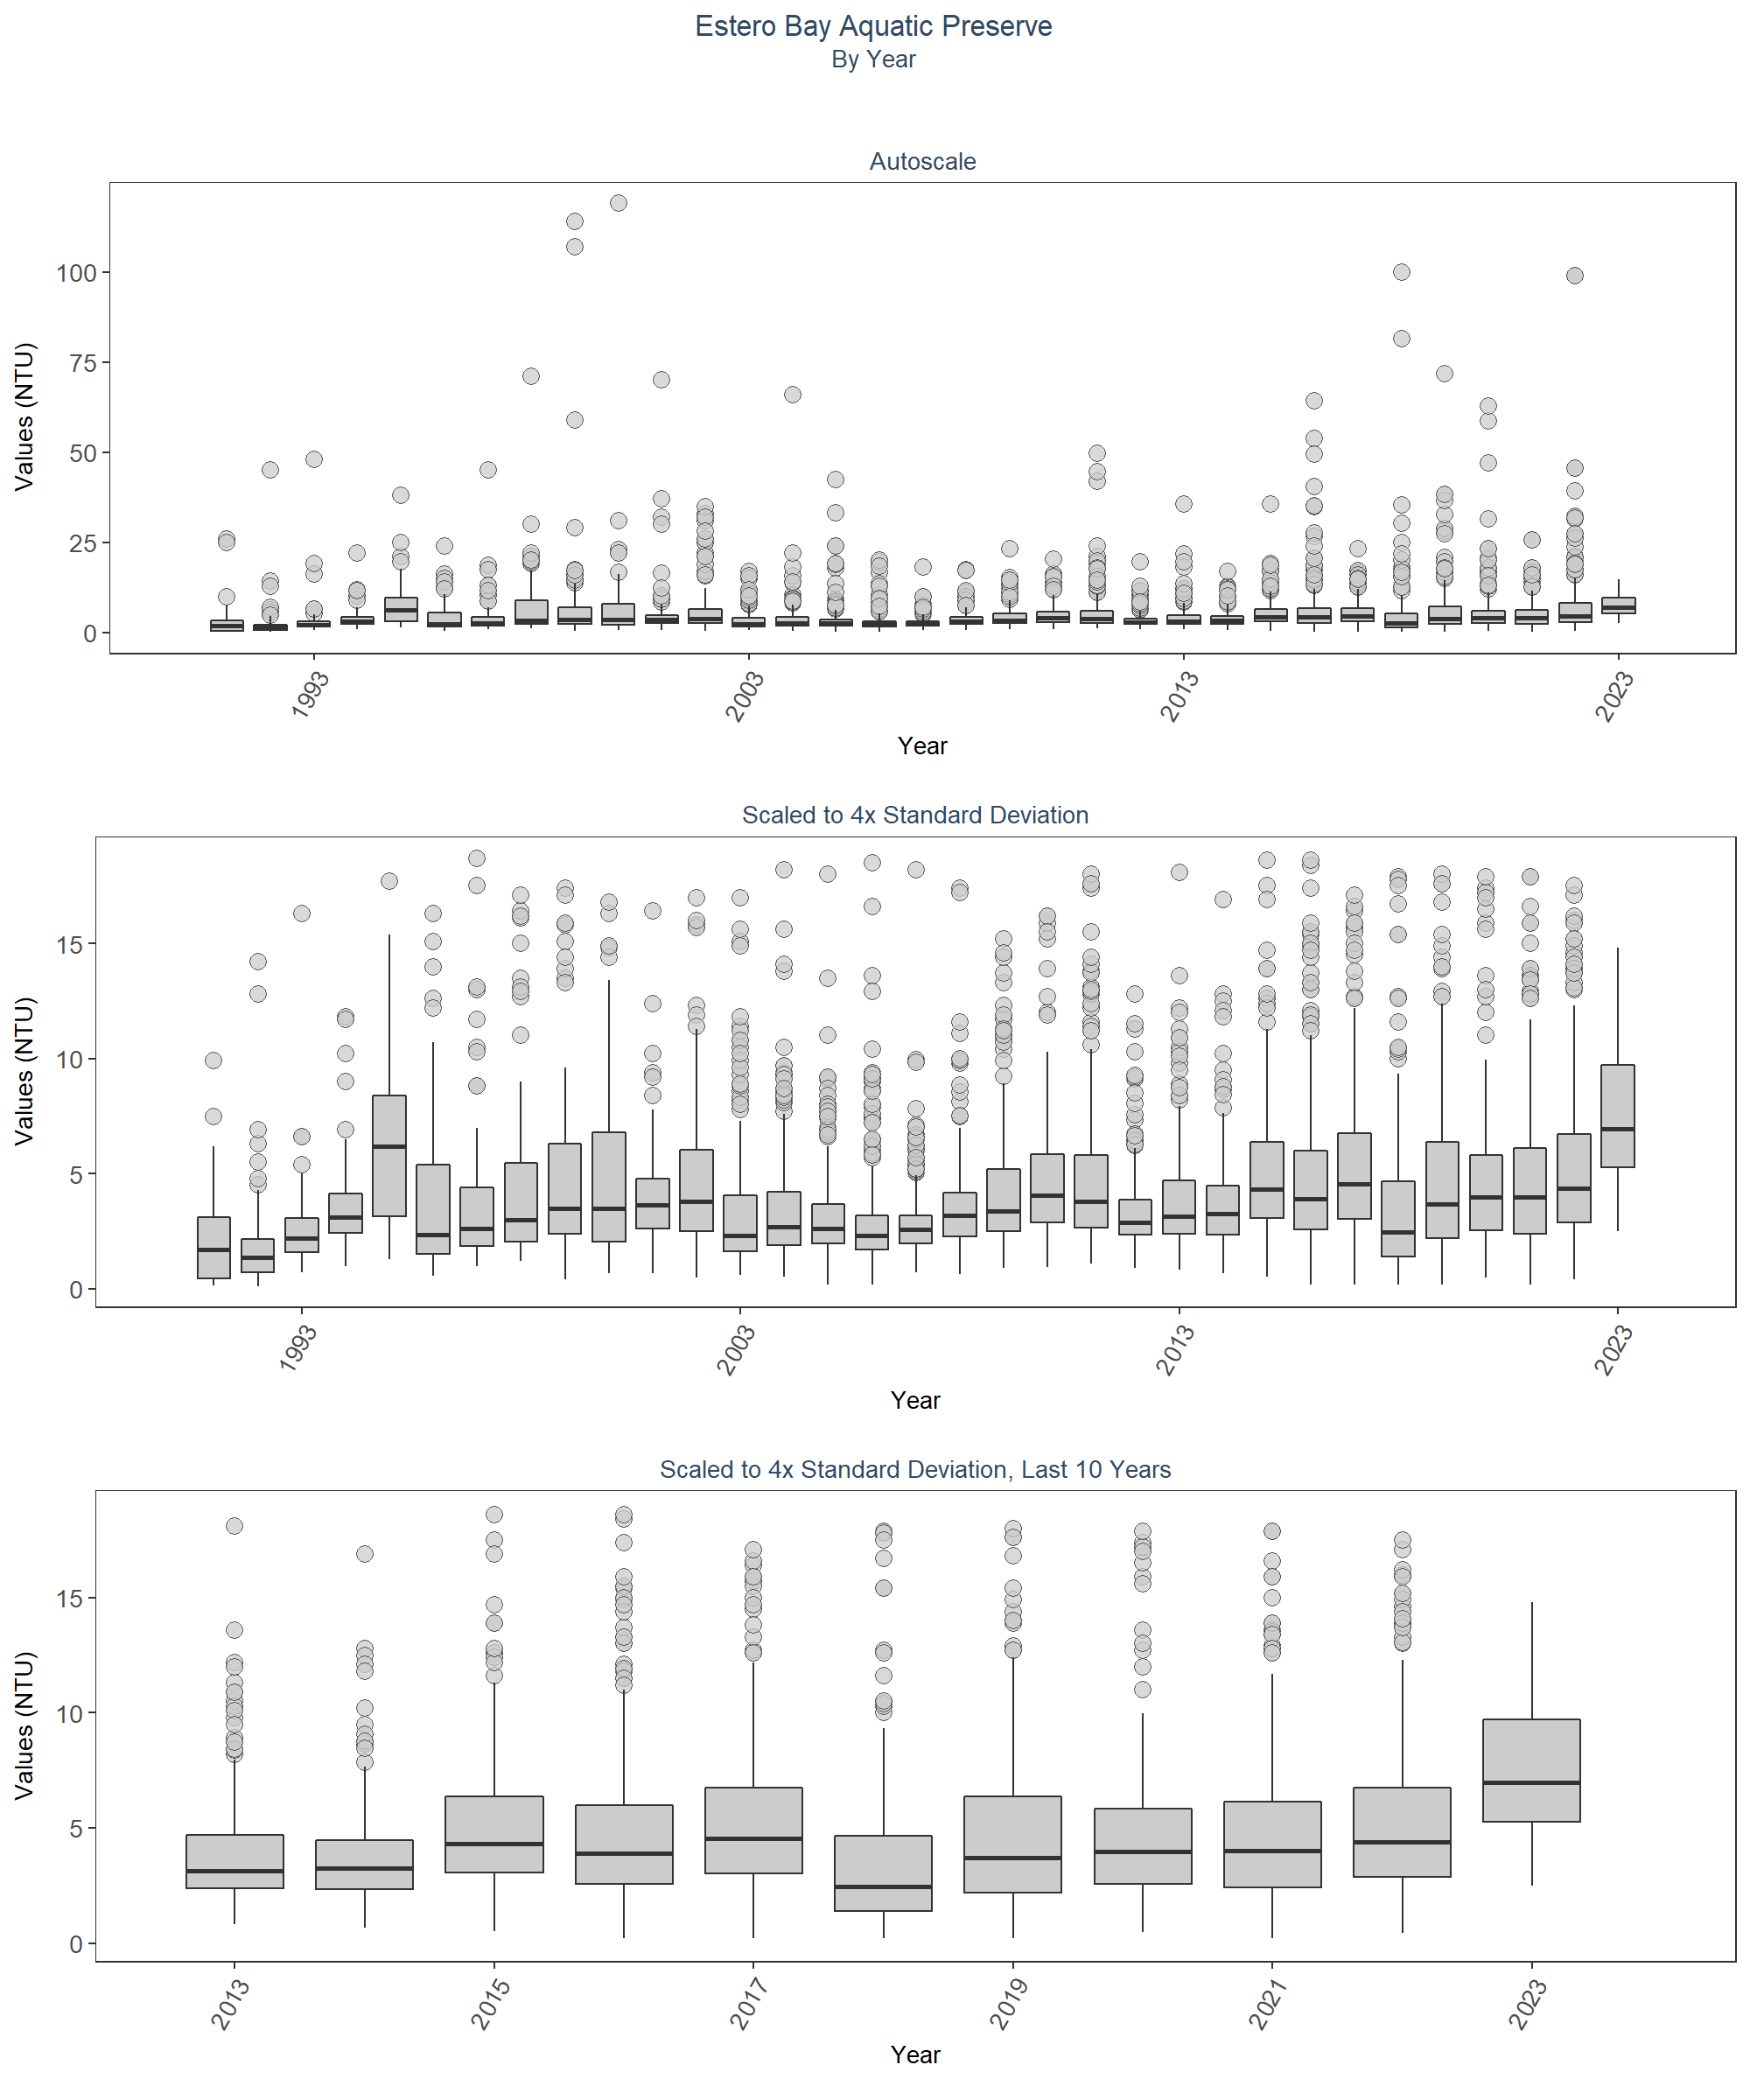 Estero Bay Aquatic Preserve
By Year
Autoscale
Values (NTU)
100
75
50
25
0
1993
2003
2013
2023
Year
Scaled to 4x Standard Deviation
Values (NTU)
15
10
5
0
1993
2003
2013
2023
Year
Scaled to 4x Standard Deviation, Last 10 Years
Values (NTU)
15
10
5
0
2013
2015
2017
2019
2021
2023
Year